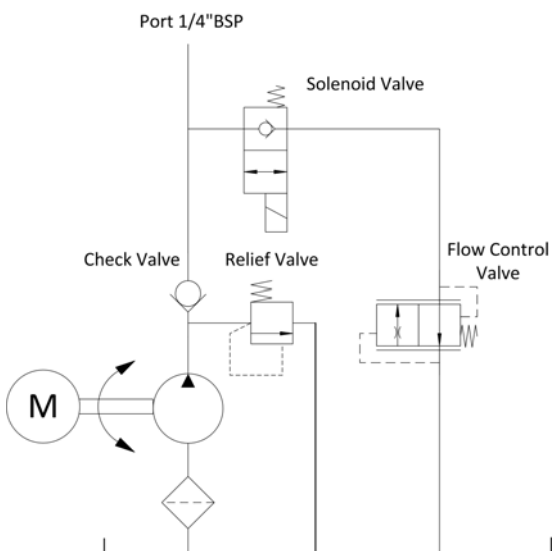 Port 1/4"BSP
Solenoid Valve
Check Valve
Relief Valve
Flow Control
Valve
M